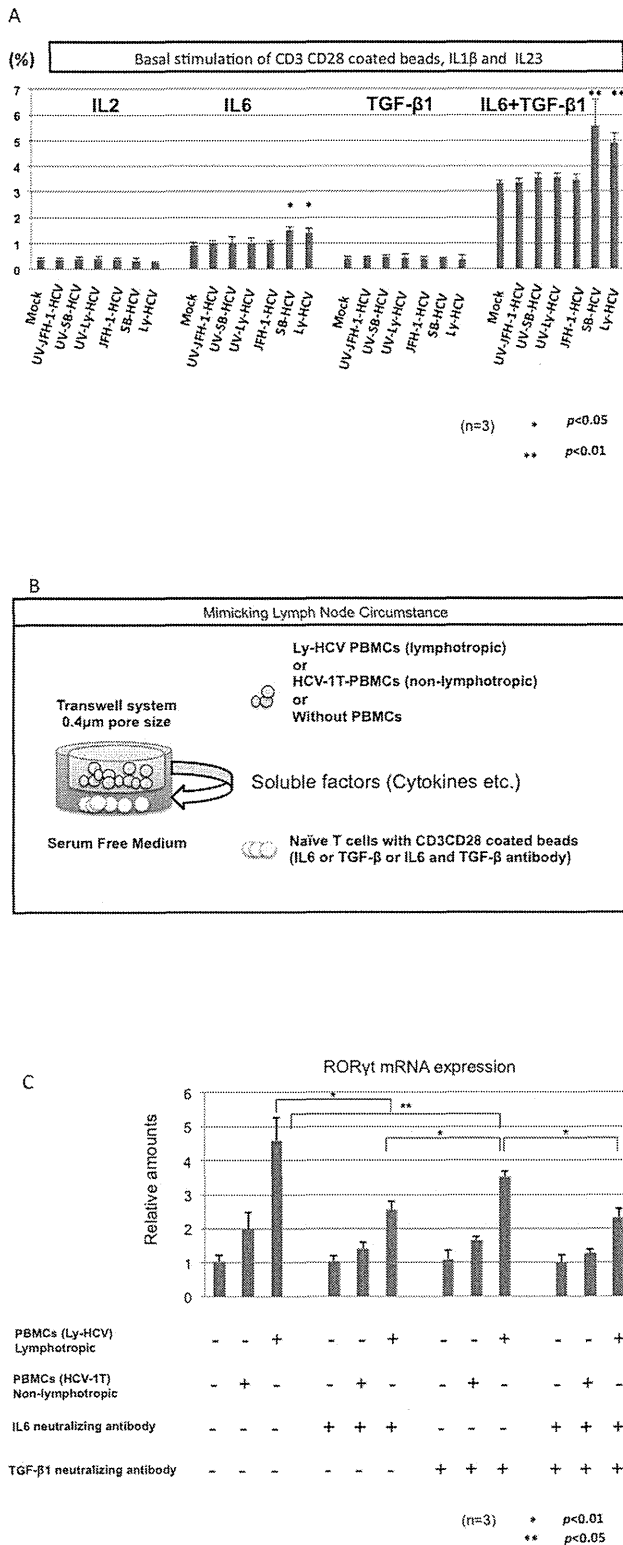 A
(%)
Basal stimulation of CD3 CD28 coated beads, IL1β and IL23
7
6
5
4
3
2
1
0
IL2
IL6
TGF-β1
IL6+TGF-β1
* *
** **
Mock
UV-JFH-1-HCV
UV-SB-HCV
UV-Ly-HCV
JFH-1-HCV
SB-HCV
Ly-HCV
Mock
UV-JFH-1-HCV
UV-SB-HCV
UV-Ly-HCV
JFH-1-HCV
SB-HCV
Ly-HCV
Mock
UV-JFH-1-HCV
UV-SB-HCV
UV-Ly-HCV
JFH-1-HCV
SB-HCV
Ly-HCV
Mock
UV-JFH-1-HCV
UV-SB-HCV
UV-Ly-HCV
JFH-1-HCV
SB-HCV
Ly-HCV
(n=3) * p<0.05
** p<0.01
B
Mimicking Lymph Node Circumstance
Ly-HCV PBMCs (lymphotropic)
or
HCV-1T-PBMCs (non-lymphotropic)
or
Without PBMCs
Transwell system
0.4μm pore size
Soluble factors (Cytokines etc.)
Serum Free Medium
Naïve T cells with CD3CD28 coated beads
(IL6 or TGF-β or IL6 and TGF-β antibody)
C
RORγt mRNA expression
Relative amounts
6
5
4
3
2
1
0
*
**
* *
PBMCs (Ly-HCV)
Lymphotropic
- - + - - + - - + - - +
PBMCs (HCV-1T)
Non-lymphotropic
- + - - + - - + - - + -
IL6 neutralizing antibody - - - + + + - - - + + +
TGF-β1 neutralizing antibody - - - - - - + + + + + +
(n=3) * p<0.01
** p<0.05